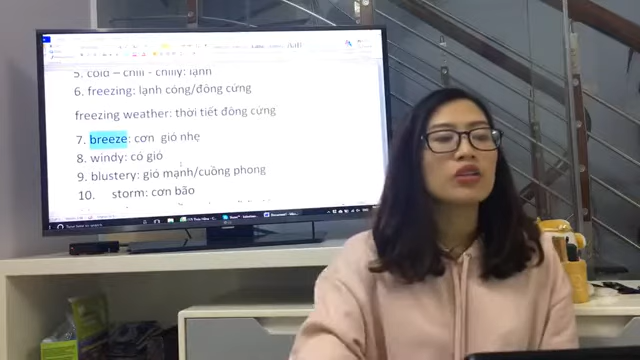 5. cold – chill - chilly: lạnh
6. freezing: lạnh cóng/đông cứng
freezing weather: thời tiết đông cứng
7. breeze: cơn gió nhẹ
8. windy: có gió
9. blustery: gió mạnh/cuồng phong
10. storm: cơn bão